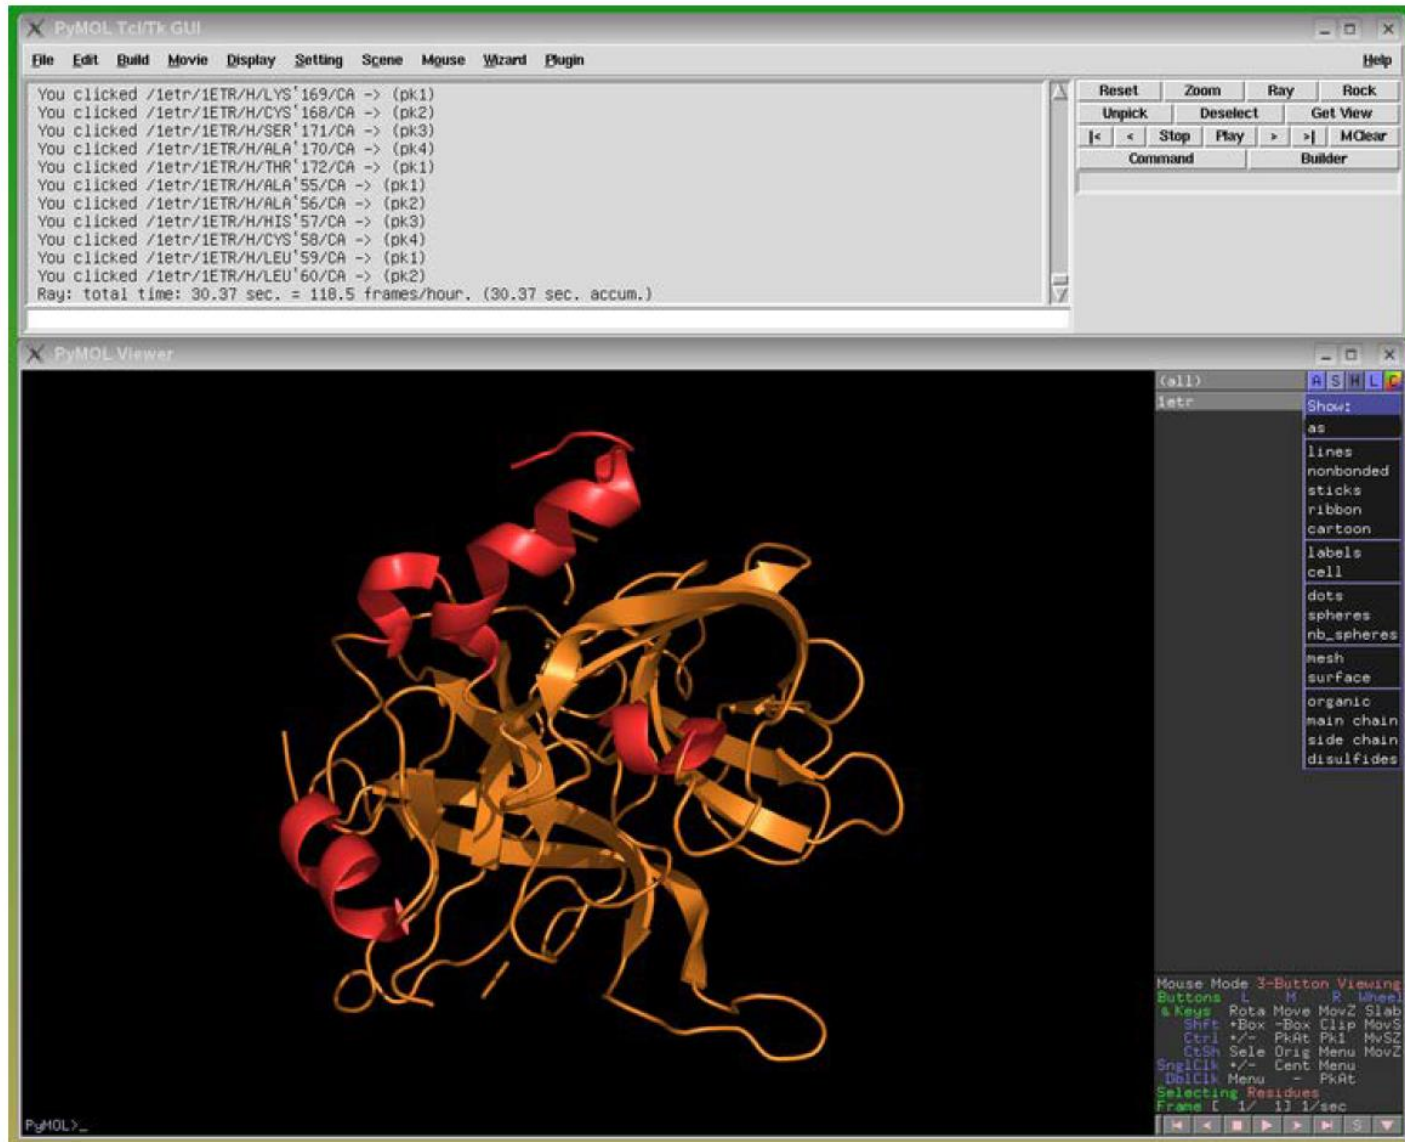 PyMOL Tcl/Tk GUI
File Edit Build Movie Display Setting Scene Mouse Wizard Plugin Help
You clicked /1etr/1ETR/H/LYS'169/CA -> (pk1)
You clicked /1etr/1ETR/H/CYS'168/CA -> (pk2)
You clicked /1etr/1ETR/H/SER'171/CA -> (pk3)
You clicked /1etr/1ETR/H/ALA'170/CA -> (pk4)
You clicked /1etr/1ETR/H/THR'172/CA -> (pk1)
You clicked /1etr/1ETR/H/ALA'55/CA -> (pk1)
You clicked /1etr/1ETR/H/ALA'56/CA -> (pk2)
You clicked /1etr/1ETR/H/HIS'57/CA -> (pk3)
You clicked /1etr/1ETR/H/CYS'58/CA -> (pk4)
You clicked /1etr/1ETR/H/LEU'59/CA -> (pk1)
You clicked /1etr/1ETR/H/LEU'60/CA -> (pk2)
Ray: total time: 30.37 sec. = 118.5 frames/hour. (30.37 sec. accum.)
Reset Zoom Ray Rock
Unpick Deselect Get View
|< < Stop Play > >| MClear
Command Builder
PyMOL Viewer
(all) A S H L C
1etr
Show:
as
lines
nonbonded
sticks
ribbon
cartoon
labels
cell
dots
spheres
nb_spheres
mesh
surface
organic
main chain
side chain
disulfides
Mouse Mode 3-Button Viewing
Buttons L M R Wheel
& Keys Rota Move MovZ Slab
Shft +Box -Box Clip MovS
Ctrl +/- PkAt Pk1 MvSZ
CtSh Sele Orig Menu MovZ
SnglClk +/- Cent Menu
DblClk Menu - PkAt
Selecting Residues
Frame [ 1/ 1] 1/sec
S
PyMOL>_